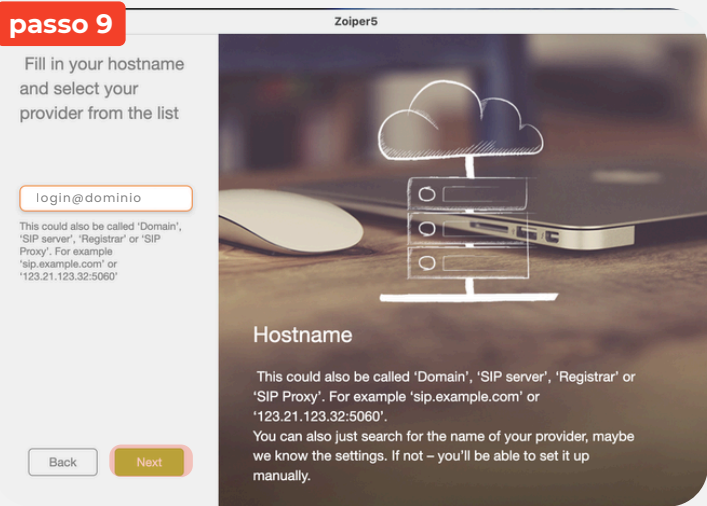 passo 9
Zoiper5
Fill in your hostname
and select your
provider from the list
login@dominio
This could also be called ‘Domain’,
‘SIP server’, ‘Registrar’ or ‘SIP
Proxy’. For example
‘sip.example.com’ or
‘123.21.123.32:5060’
Back
Next
Hostname
This could also be called ‘Domain’, ‘SIP server’, ‘Registrar’ or
‘SIP Proxy’. For example ‘sip.example.com’ or
‘123.21.123.32:5060’.
You can also just search for the name of your provider, maybe
we know the settings. If not – you’ll be able to set it up
manually.